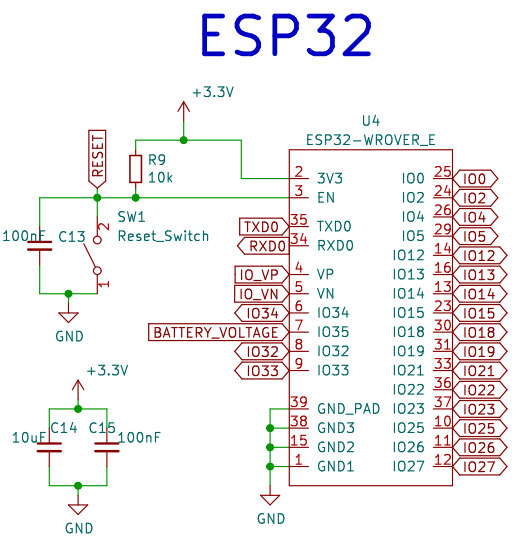 ESP32
+3.3V
U4
ESP32-WROVER_E
RESET
R9
10k
SW1
Reset_Switch
2
1
100nF
C13
GND
2 3V3
3 EN
35 TXD0
34 RXD0
4 VP
5 VN
6 IO34
7 IO35
8 IO32
9 IO33
39 GND_PAD
38 GND3
15 GND2
1 GND1
TXD0
RXD0
IO_VP
IO_VN
IO34
BATTERY_VOLTAGE
IO32
IO33
IO0 25 IO0
IO2 24 IO2
IO4 26 IO4
IO5 29 IO5
IO12 14 IO12
IO13 16 IO13
IO14 13 IO14
IO15 23 IO15
IO18 30 IO18
IO19 31 IO19
IO21 33 IO21
IO22 36 IO22
IO23 37 IO23
IO25 10 IO25
IO26 11 IO26
IO27 12 IO27
GND
+3.3V
C14
10uF
C15
100nF
GND